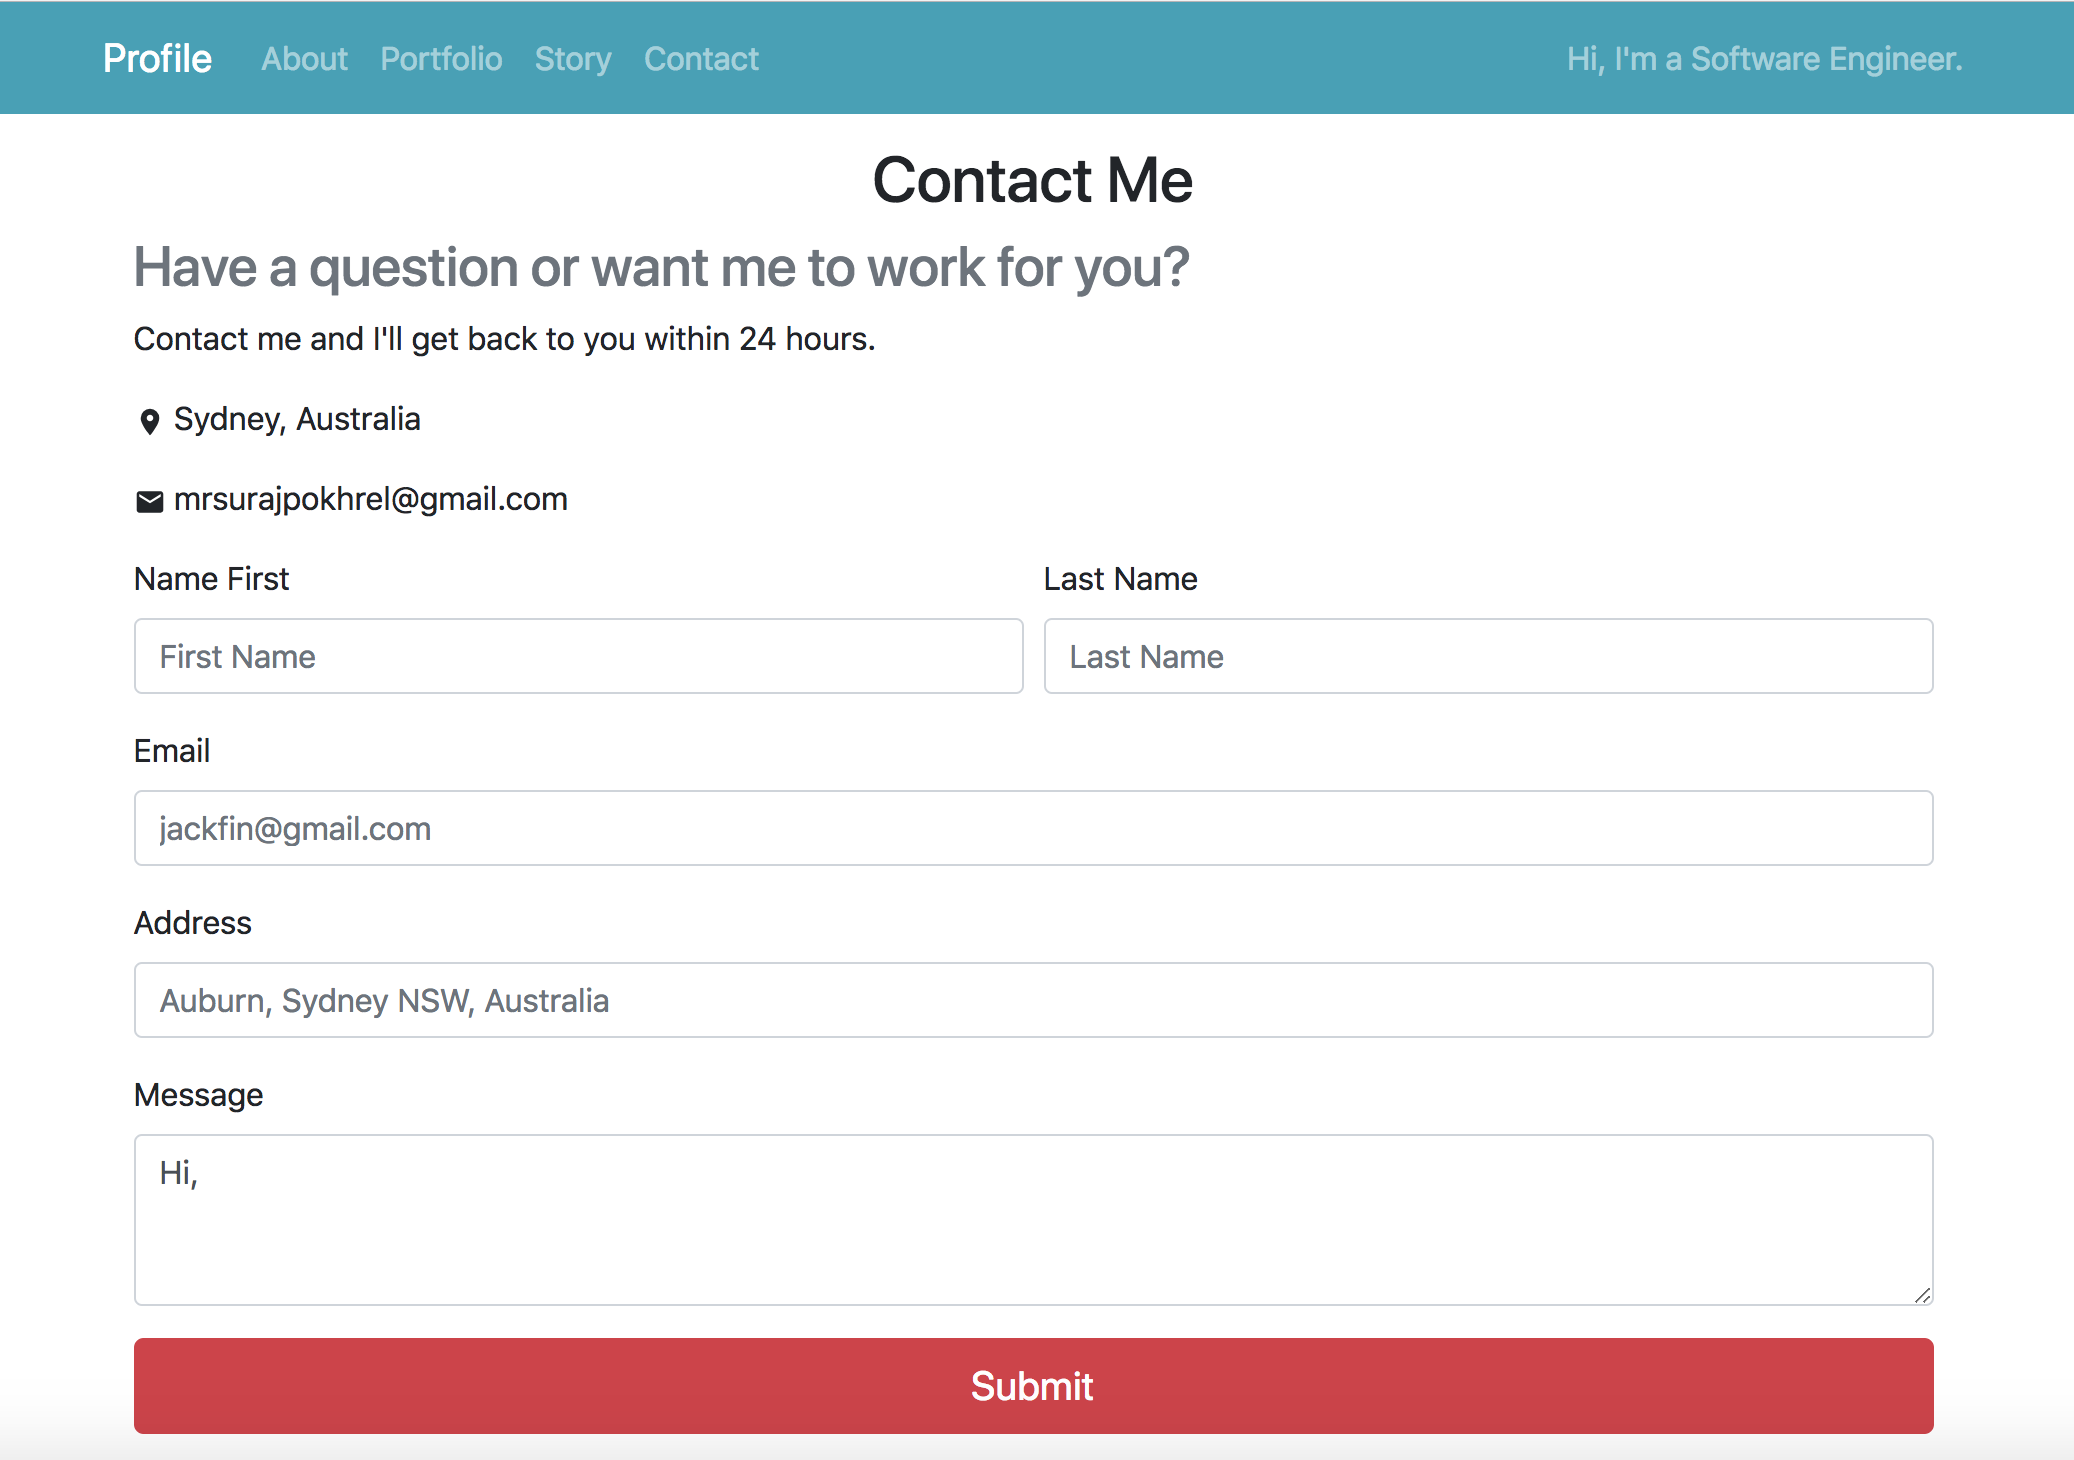 Profile About Portfolio Story Contact Hi, I'm a Software Engineer.
Contact Me
Have a question or want me to work for you?
Contact me and I'll get back to you within 24 hours.
Sydney, Australia
mrsurajpokhrel@gmail.com
Name First Last Name
First Name Last Name
Email
jackfin@gmail.com
Address
Auburn, Sydney NSW, Australia
Message
Hi,
Submit